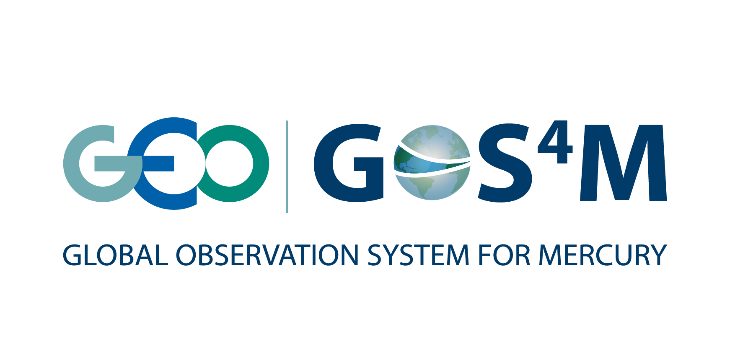 GEO | GOS⁴M
GLOBAL OBSERVATION SYSTEM FOR MERCURY